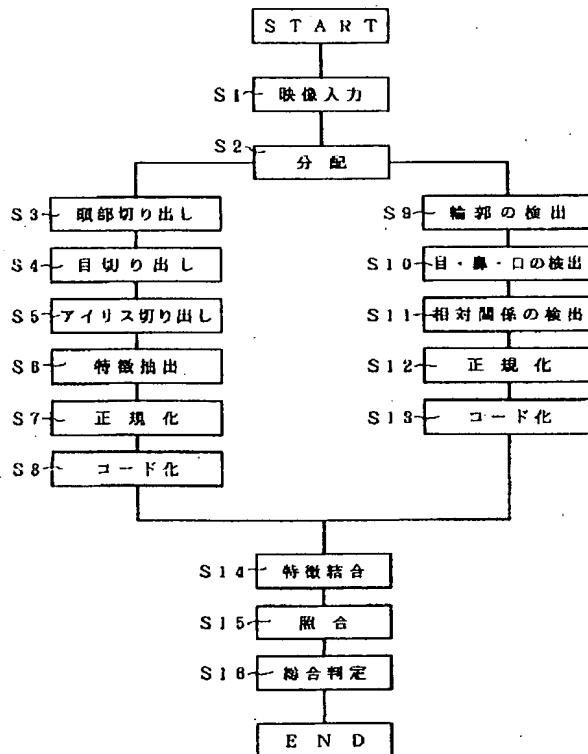 START
S1 映像入力
S2 分配
S3 眼部切り出し
S4 目切り出し
S5 アイリス切り出し
S6 特徴抽出
S7 正規化
S8 コード化
S9 輪郭の検出
S10 目・鼻・口の検出
S11 相対関係の検出
S12 正規化
S13 コード化
S14 特徴結合
S15 照合
S16 総合判定
END